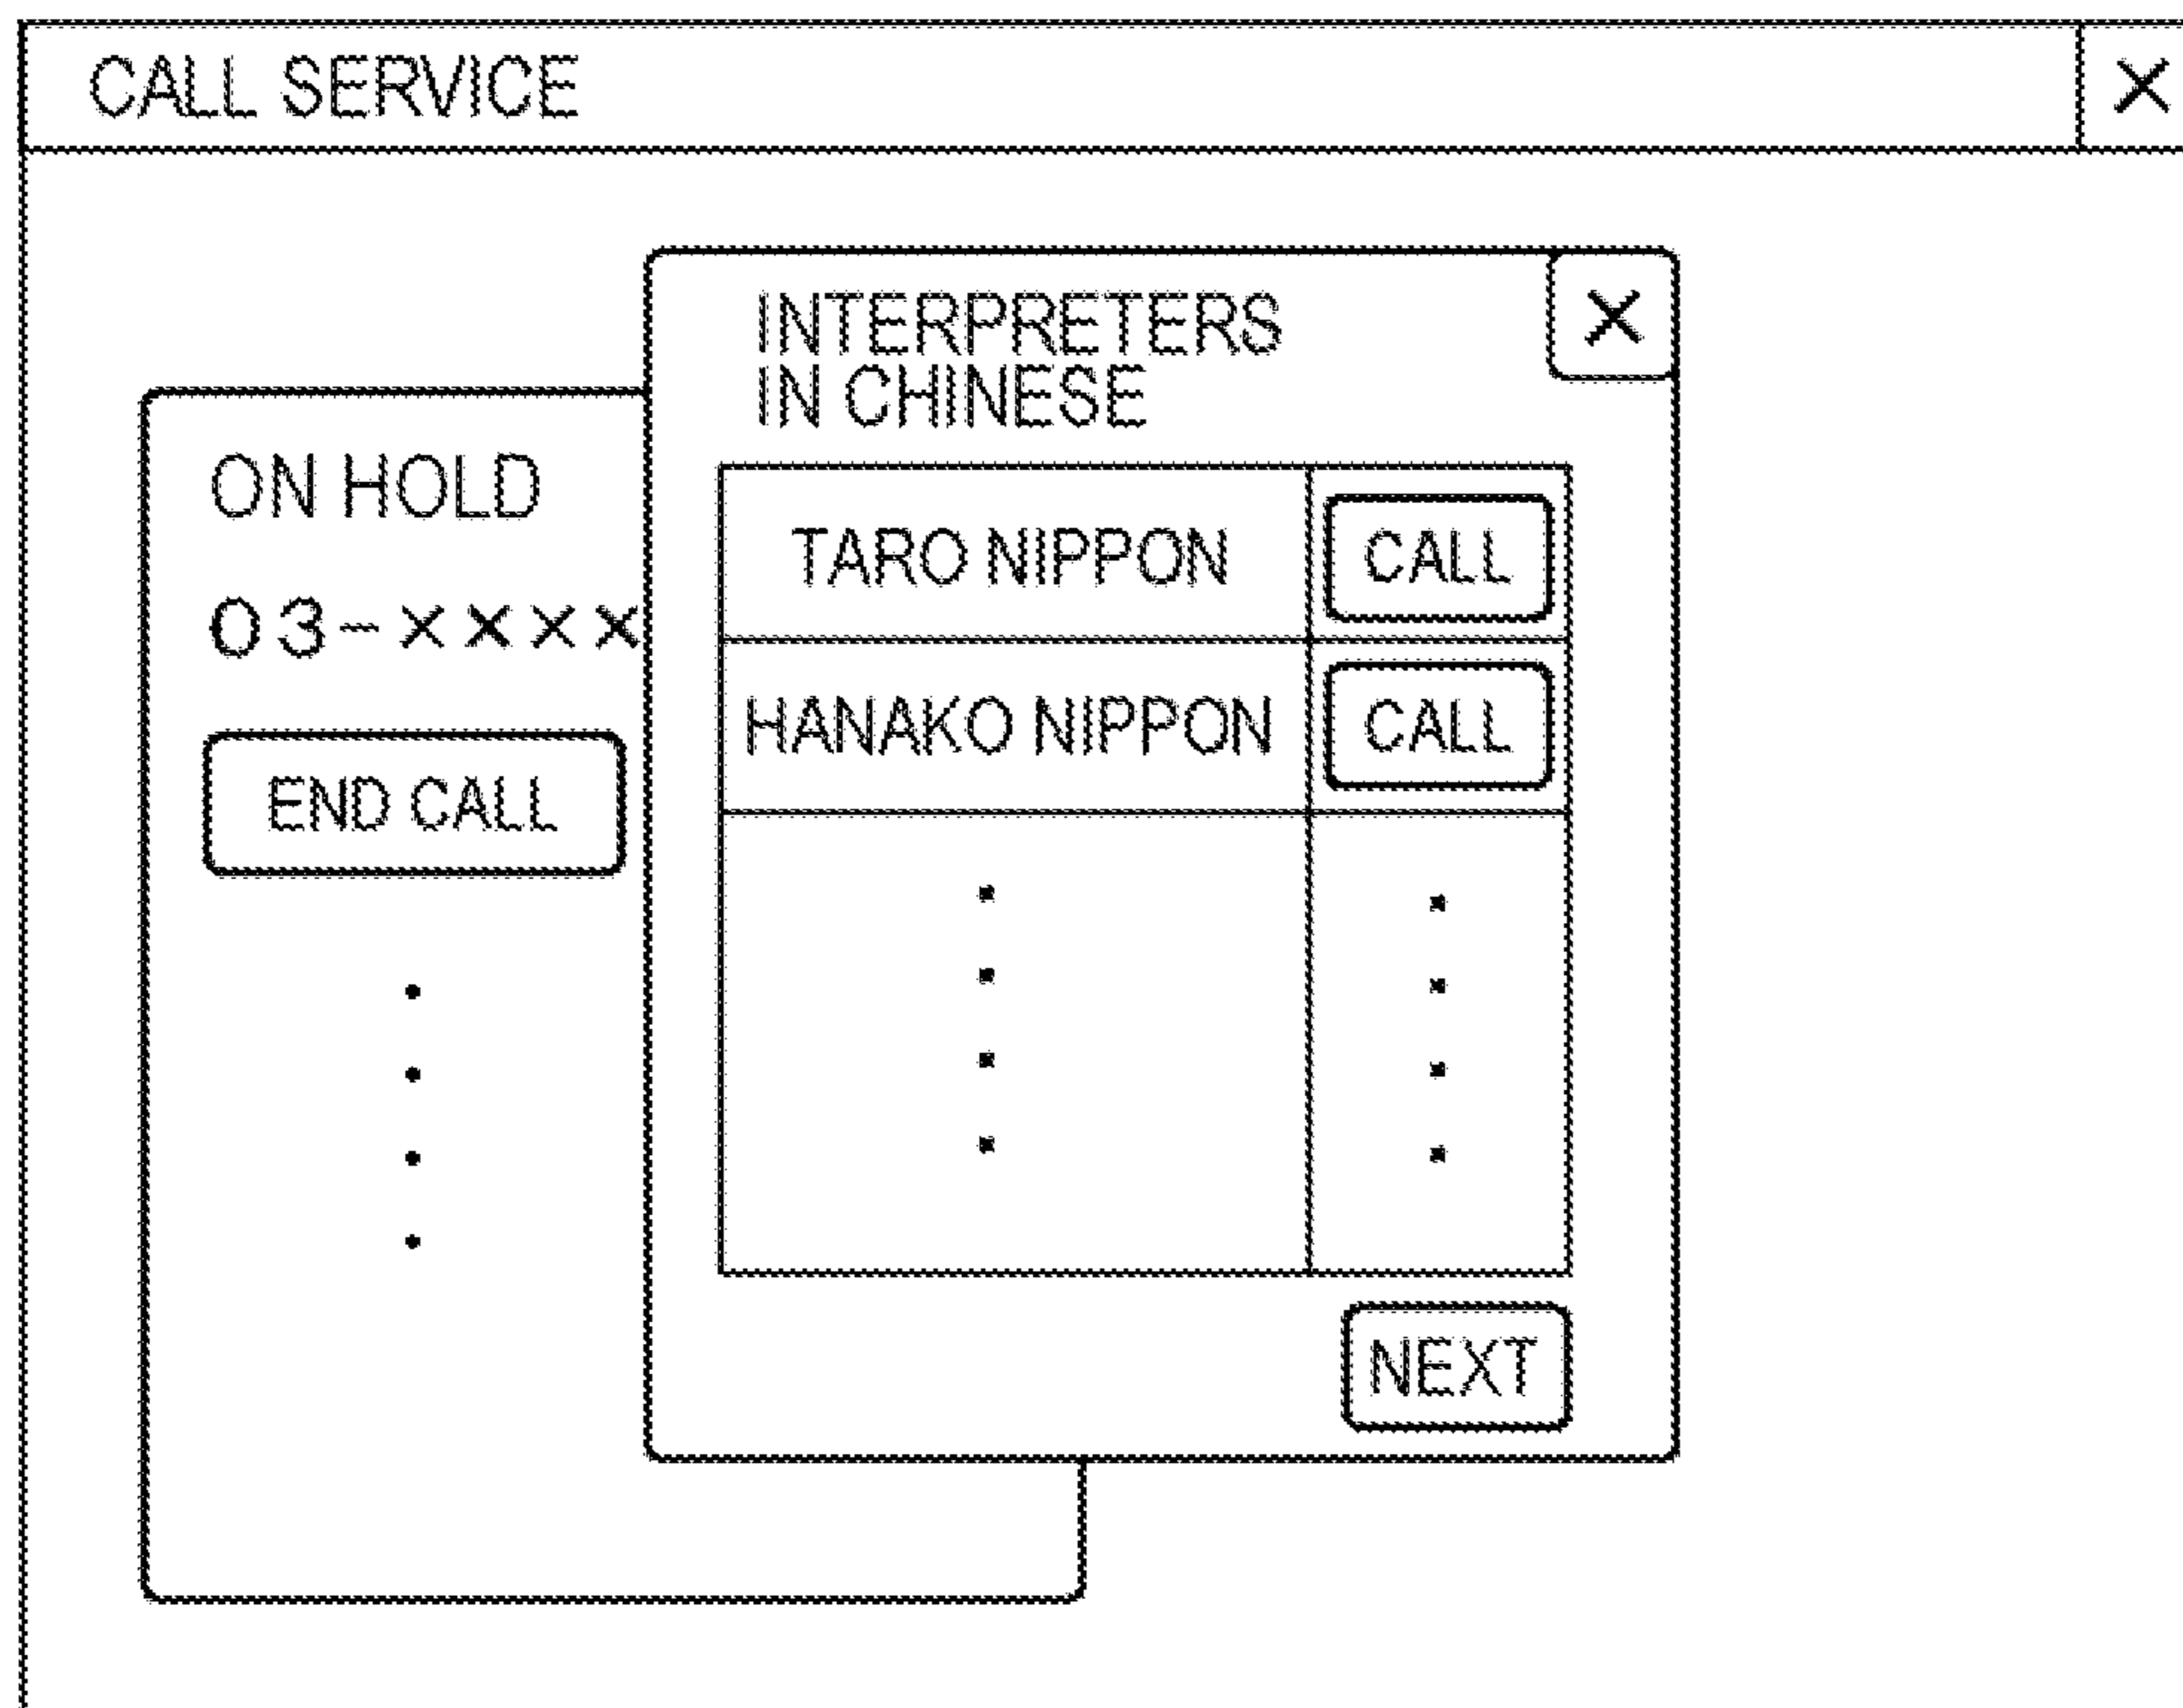 CALL SERVICE ×
INTERPRETERS ×
IN CHINESE
ON HOLD
03-××××
END CALL
TARO NIPPON CALL
HANAKO NIPPON CALL
NEXT